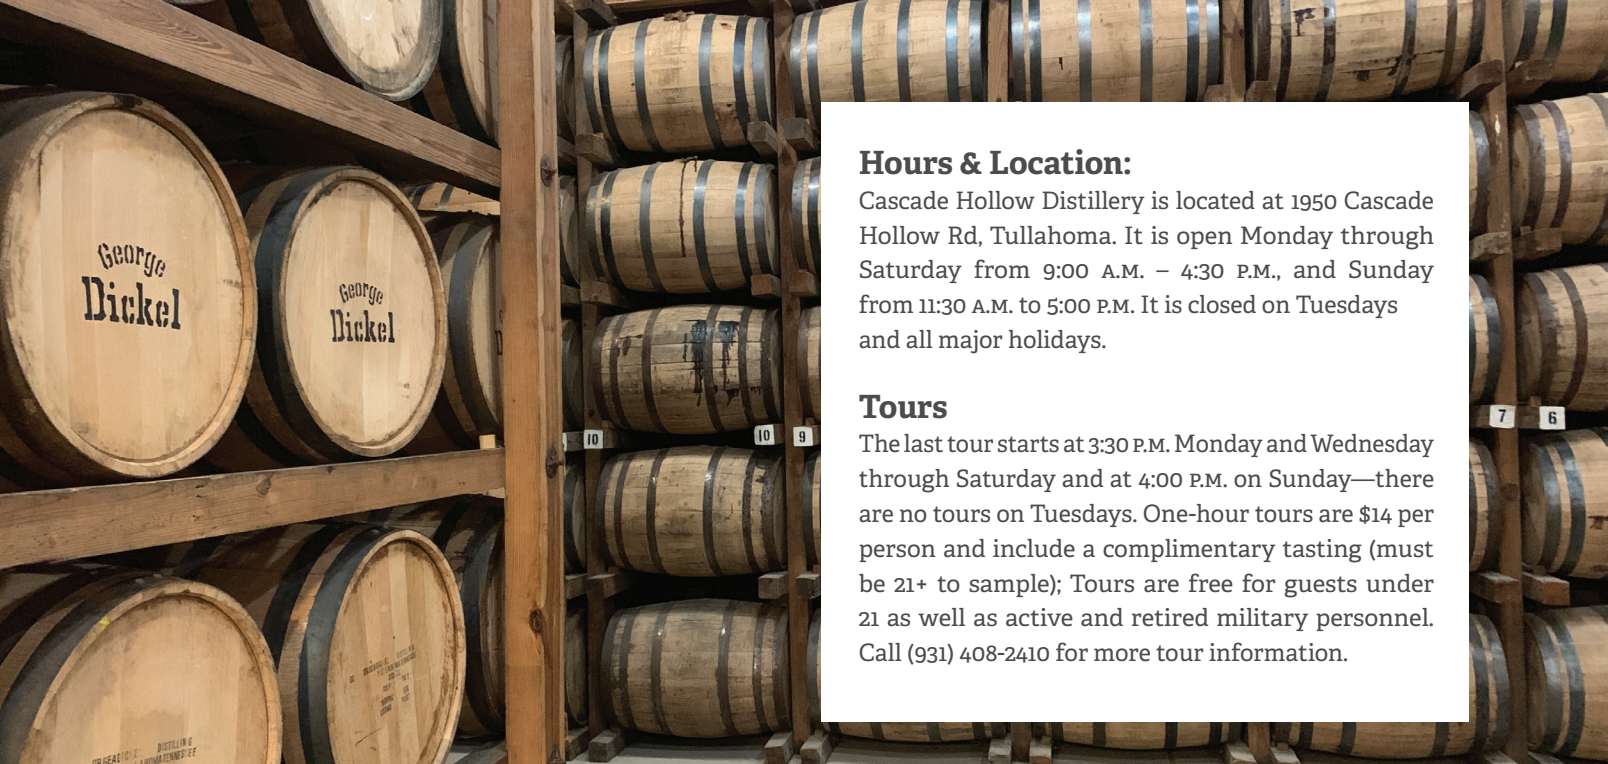 George
Dickel
George
Dickel
10
10
9
7
6
DISTILLING
Hours & Location:
Cascade Hollow Distillery is located at 1950 Cascade
Hollow Rd, Tullahoma. It is open Monday through
Saturday from 9:00 A.M. – 4:30 P.M., and Sunday
from 11:30 A.M. to 5:00 P.M. It is closed on Tuesdays
and all major holidays.
Tours
The last tour starts at 3:30 P.M. Monday and Wednesday
through Saturday and at 4:00 P.M. on Sunday—there
are no tours on Tuesdays. One-hour tours are $14 per
person and include a complimentary tasting (must
be 21+ to sample); Tours are free for guests under
21 as well as active and retired military personnel.
Call (931) 408-2410 for more tour information.